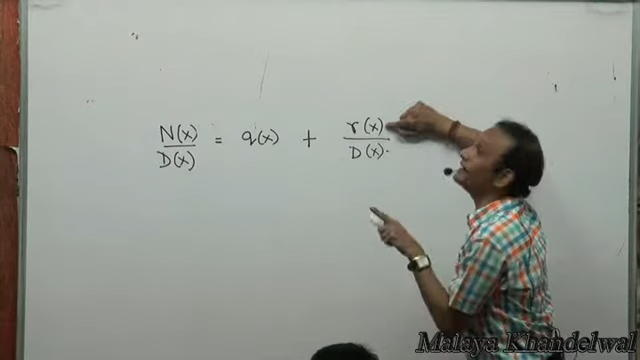 N(x)/D(x) = q(x) + r(x)/D(x)
Malaya Khandelwal